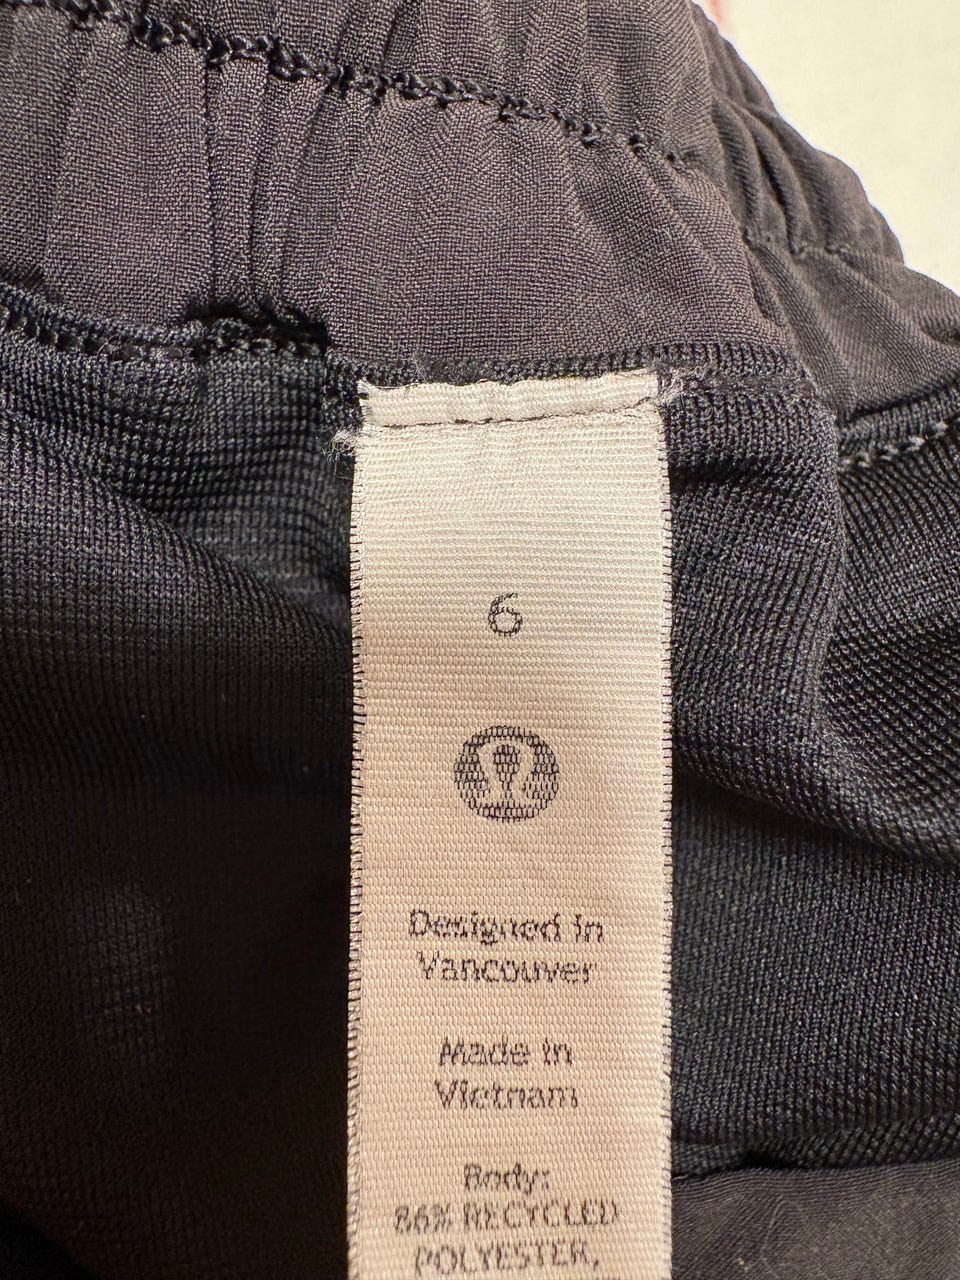 6
Designed in
Vancouver
Made in
Vietnam
Body:
86% RECYCLED
POLYESTER,